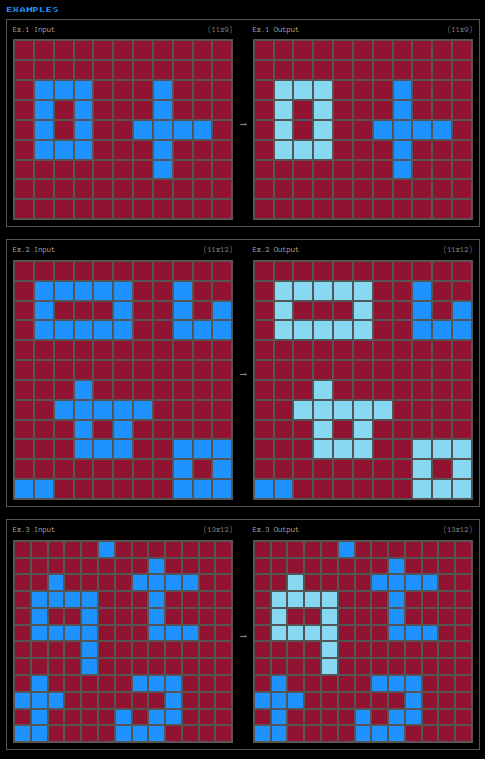 EXAMPLES
Ex.1 Input (11x9)
Ex.1 Output (11x9)
→
Ex.2 Input (11x12)
Ex.2 Output (11x12)
→
Ex.3 Input (13x12)
Ex.3 Output (13x12)
→